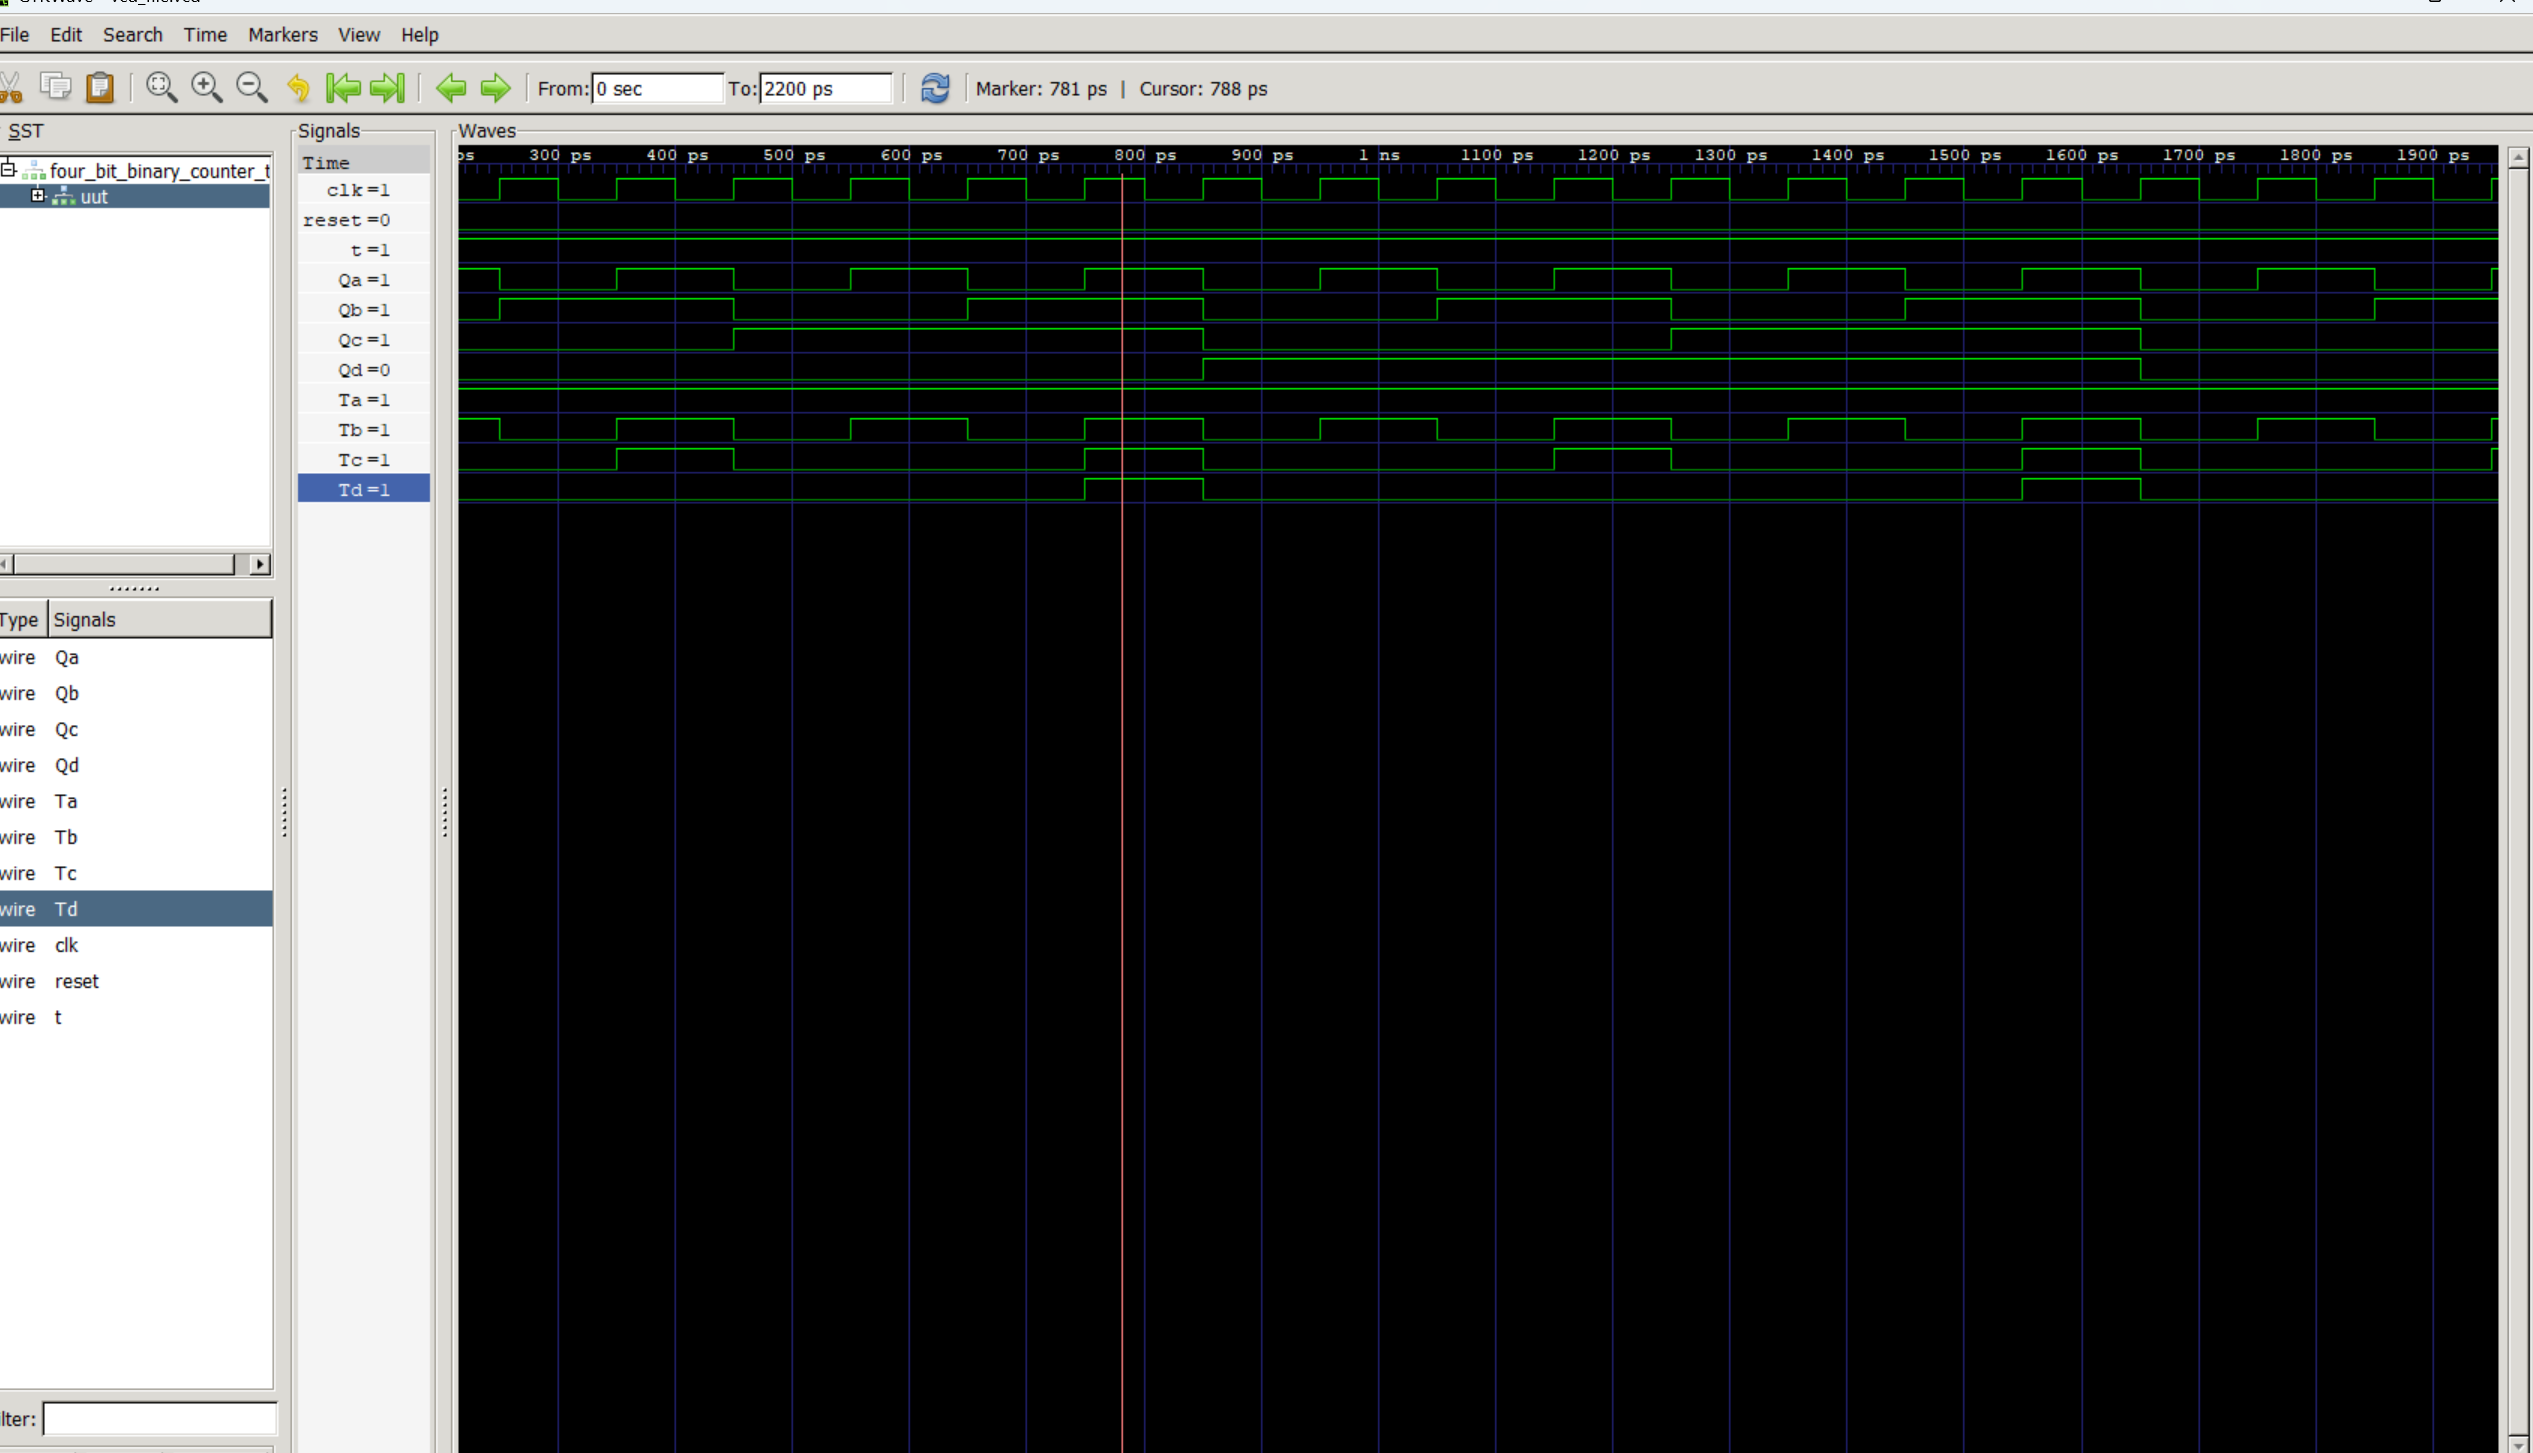 File Edit Search Time Markers View Help
From: 0 sec To: 2200 ps Marker: 781 ps | Cursor: 788 ps
SST
four_bit_binary_counter_t
uut
Type Signals
wire Qa
wire Qb
wire Qc
wire Qd
wire Ta
wire Tb
wire Tc
wire Td
wire clk
wire reset
wire t
ilter:
Signals
Time
clk=1
reset=0
t=1
Qa=1
Qb=1
Qc=1
Qd=0
Ta=1
Tb=1
Tc=1
Td=1
Waves
ps 300 ps 400 ps 500 ps 600 ps 700 ps 800 ps 900 ps 1 ns 1100 ps 1200 ps 1300 ps 1400 ps 1500 ps 1600 ps 1700 ps 1800 ps 1900 ps